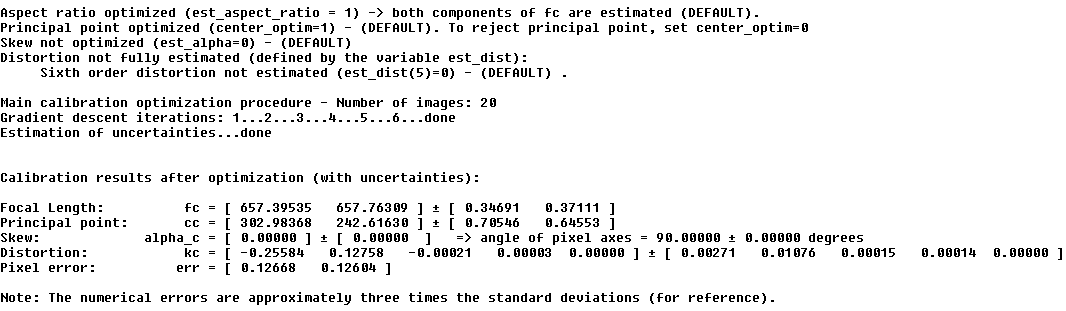 Aspect ratio optimized (est_aspect_ratio = 1) -> both components of fc are estimated (DEFAULT).
Principal point optimized (center_optim=1) - (DEFAULT). To reject principal point, set center_optim=0
Skew not optimized (est_alpha=0) - (DEFAULT)
Distortion not fully estimated (defined by the variable est_dist):
     Sixth order distortion not estimated (est_dist(5)=0) - (DEFAULT) .
Main calibration optimization procedure - Number of images: 20
Gradient descent iterations: 1...2...3...4...5...6...done
Estimation of uncertainties...done
Calibration results after optimization (with uncertainties):
Focal Length:          fc = [ 657.39535   657.76309 ] ± [ 0.34691   0.37111 ]
Principal point:       cc = [ 302.98368   242.61630 ] ± [ 0.70546   0.64553 ]
Skew:             alpha_c = [ 0.00000 ] ± [ 0.00000  ]   => angle of pixel axes = 90.00000 ± 0.00000 degrees
Distortion:            kc = [ -0.25584   0.12758   -0.00021   0.00003  0.00000 ] ± [ 0.00271   0.01076   0.00015   0.00014  0.00000 ]
Pixel error:          err = [ 0.12668   0.12604 ]
Note: The numerical errors are approximately three times the standard deviations (for reference).